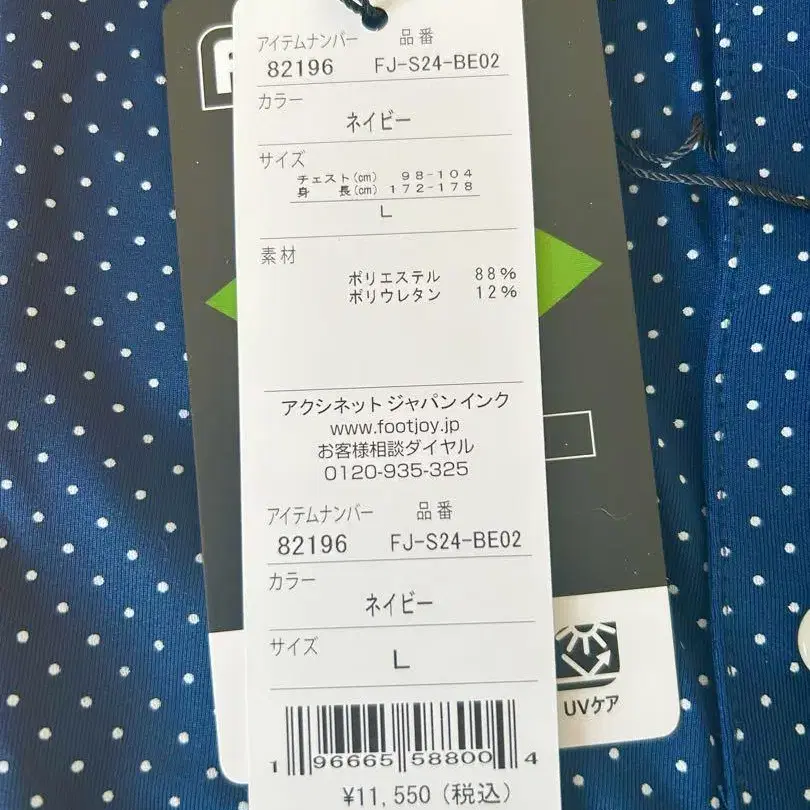 アイテムナンバー 品番
82196 FJ-S24-BE02
カラー
ネイビー
サイズ
チェスト(cm) 98-104
身 長(cm) 172-178
L
素材
ポリエステル 88%
ポリウレタン 12%
アクシネット ジャパン インク
www.footjoy.jp
お客様相談ダイヤル
0120-935-325
アイテムナンバー 品番
82196 FJ-S24-BE02
カラー
ネイビー
サイズ
L
UVケア
1 96665 58800 4
¥11,550(税込)